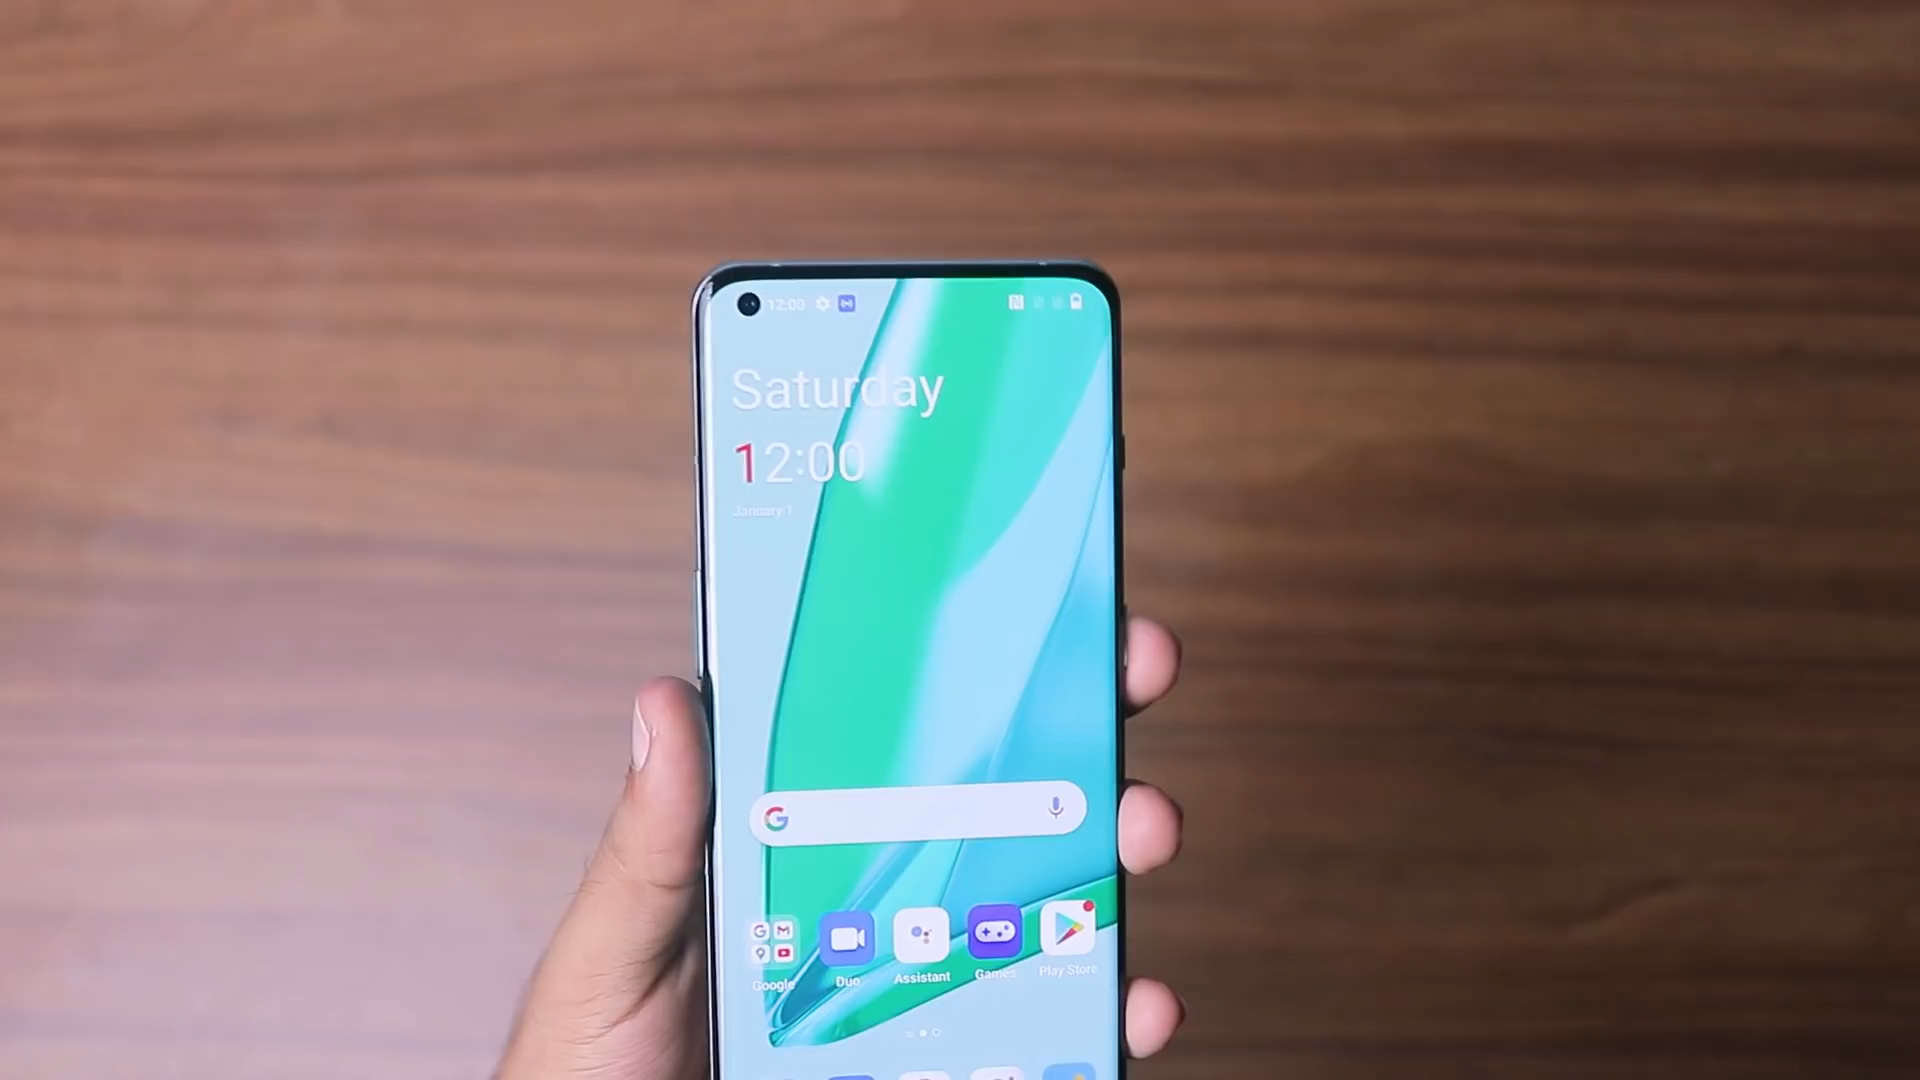 12:00
Saturday
12:00
January 1
Google
Duo
Assistant
Games
Play Store